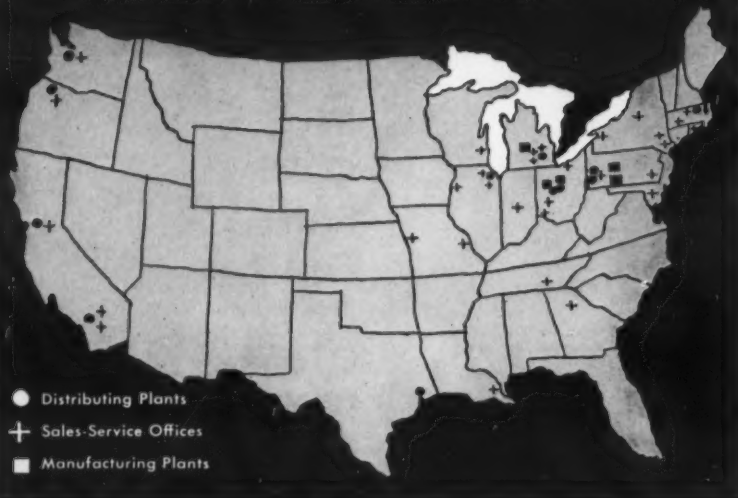 Distributing Plants
Sales-Service Offices
Manufacturing Plants